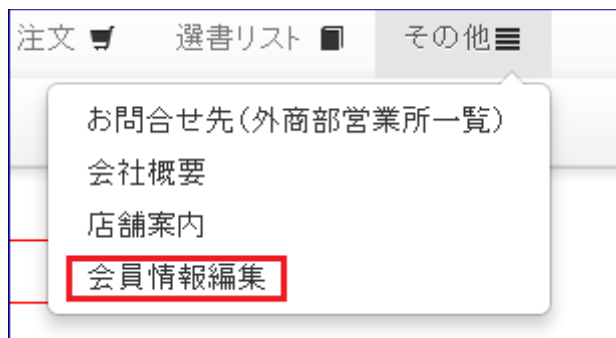 注文 選書リスト その他
お問合せ先(外商部営業所一覧)
会社概要
店舗案内
会員情報編集